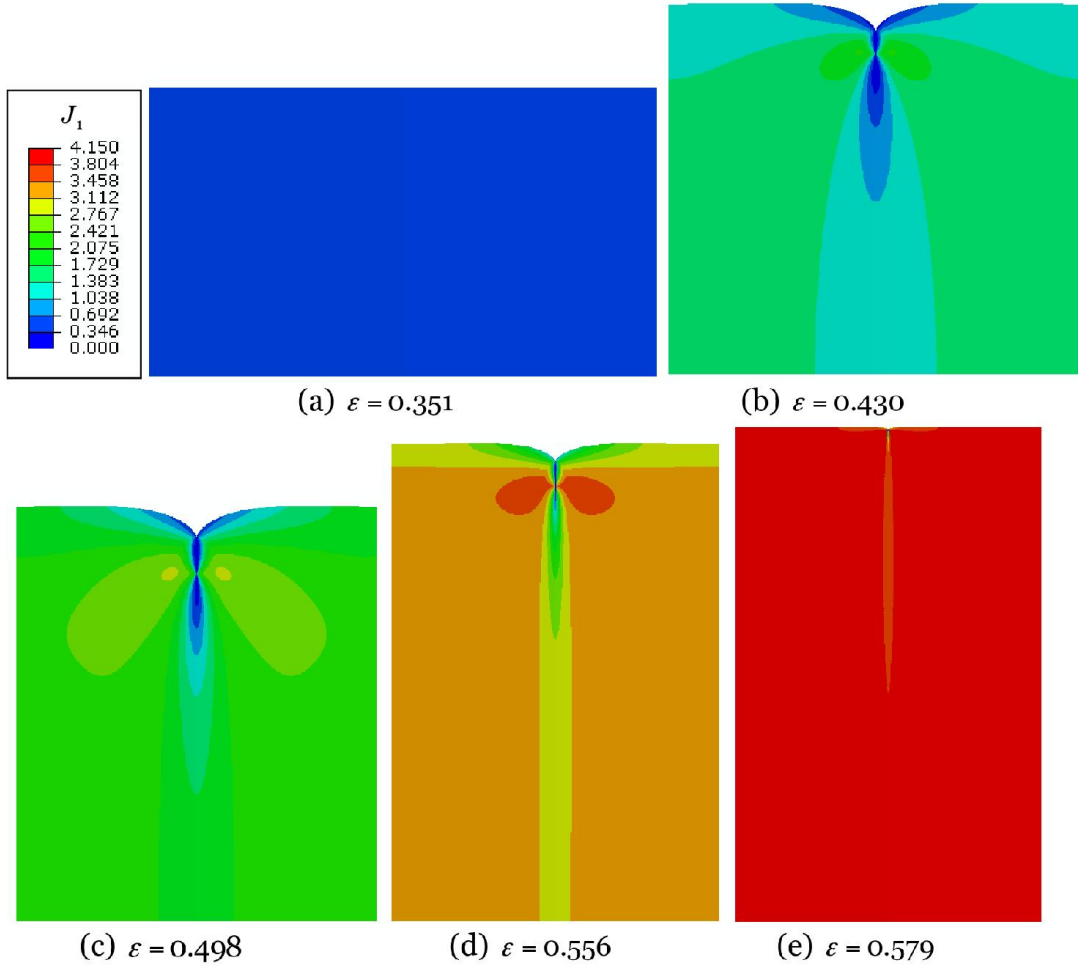 J₁
4.150
3.804
3.458
3.112
2.767
2.421
2.075
1.729
1.383
1.038
0.692
0.346
0.000
(a) ε = 0.351
(b) ε = 0.430
(c) ε = 0.498
(d) ε = 0.556
(e) ε = 0.579